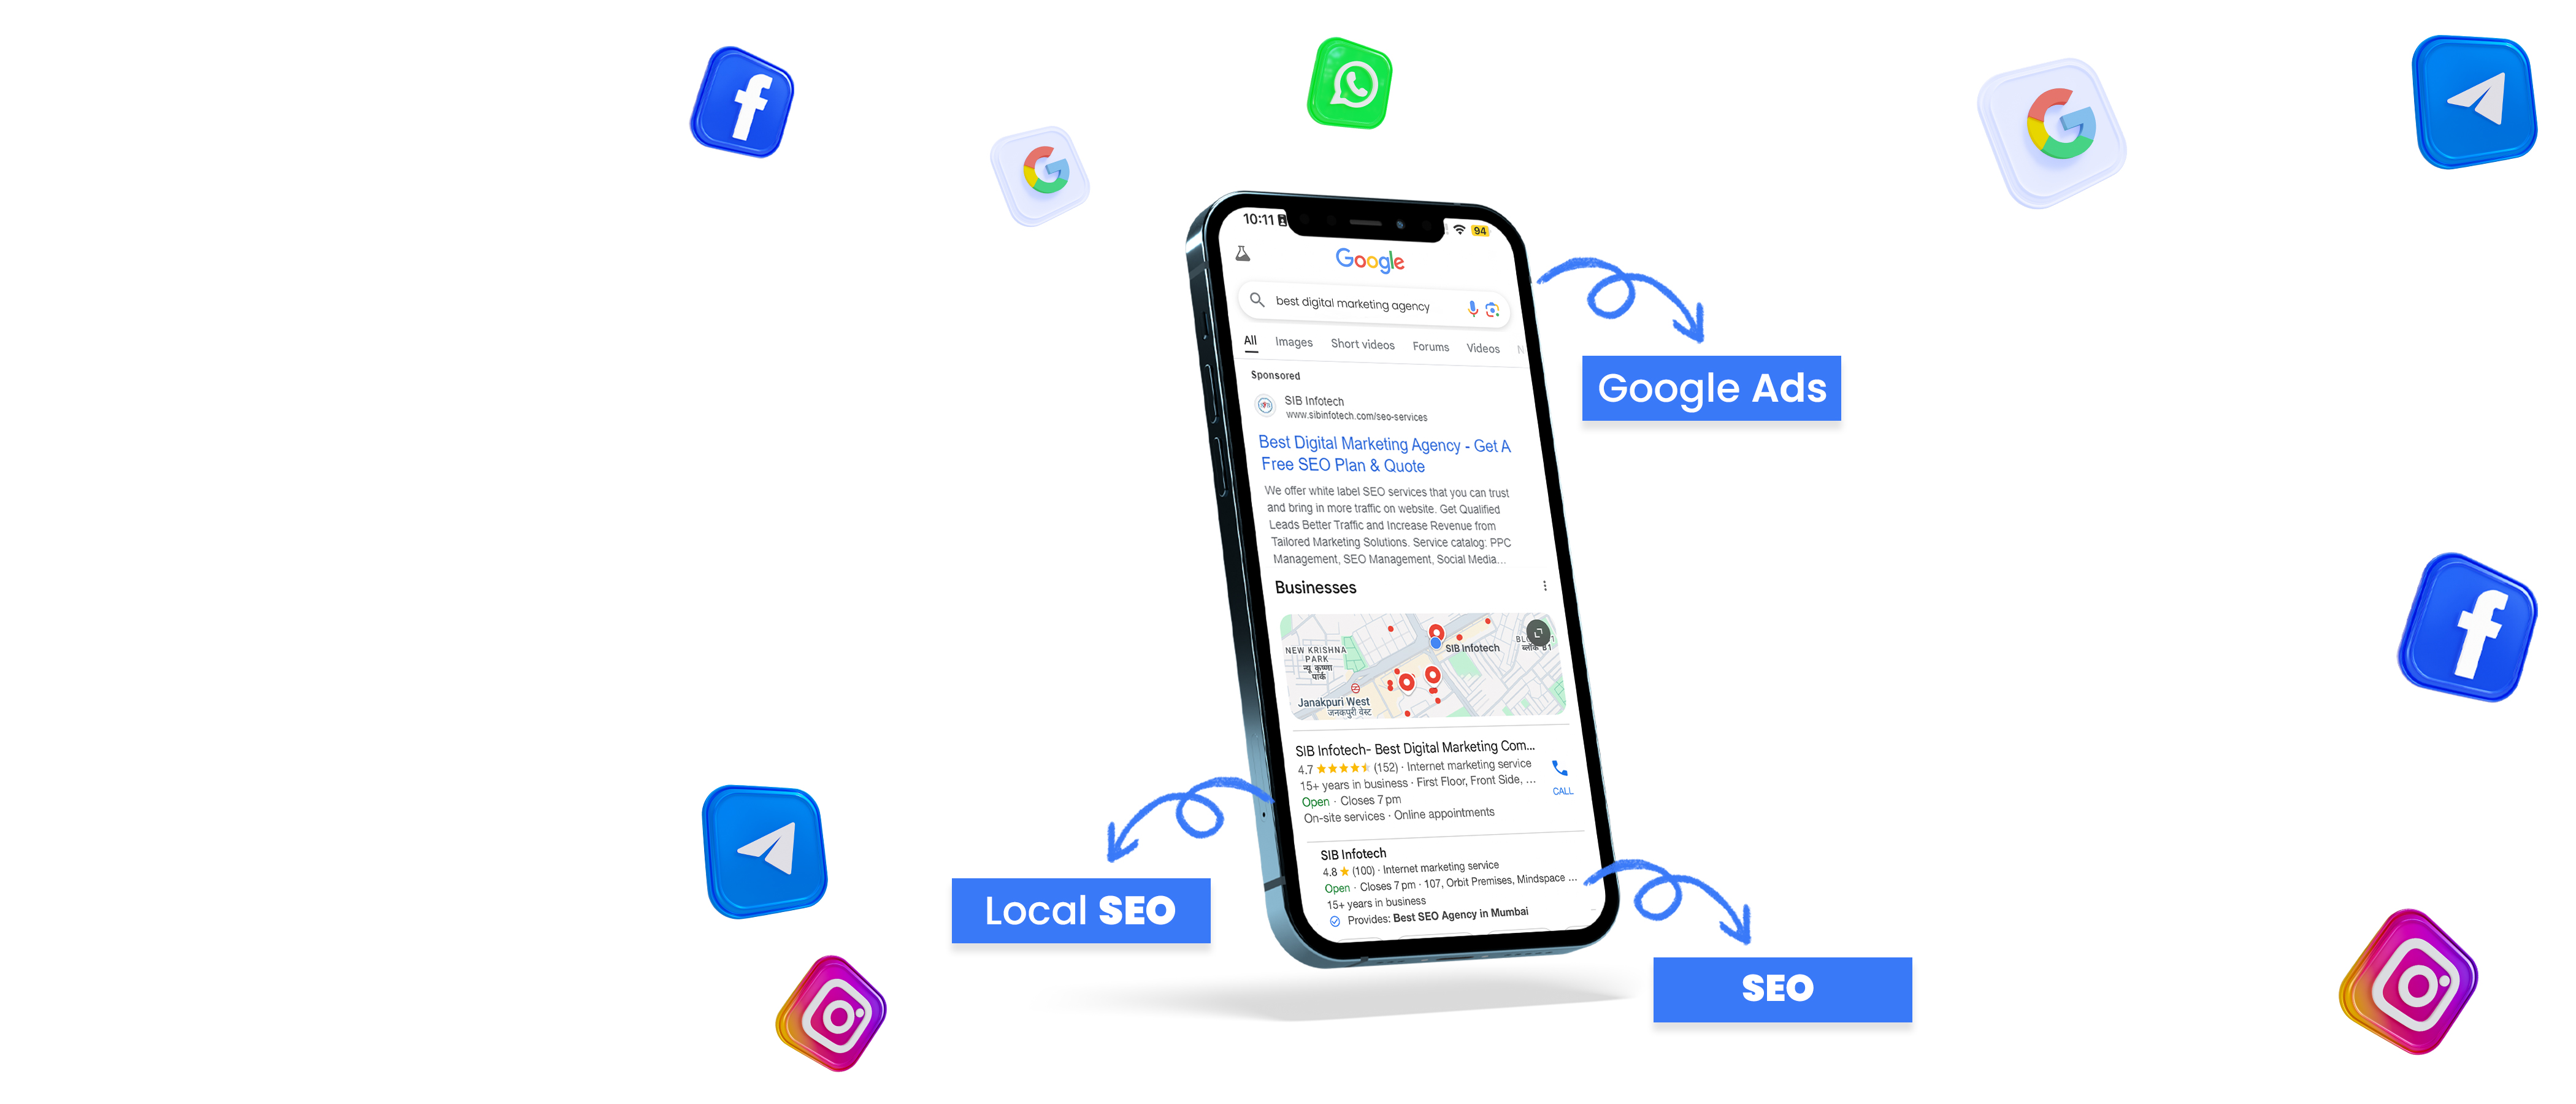 10:11
94
Google
best digital marketing agency
All Images Short videos Forums Videos N
Google Ads
Sponsored
SIB Infotech
www.sibinfotech.com/seo-services
Best Digital Marketing Agency - Get A
Free SEO Plan & Quote
We offer white label SEO services that you can trust
and bring in more traffic on website. Get Qualified
Leads Better Traffic and Increase Revenue from
Tailored Marketing Solutions. Service catalog: PPC
Management, SEO Management, Social Media...
Businesses
NEW KRISHNA
PARK
न्यू कृष्णा
पार्क
SIB Infotech
ब्लॉक B1
Janakpuri West
जनकपुरी वेस्ट
SIB Infotech- Best Digital Marketing Com...
4.7 (152) · Internet marketing service
15+ years in business · First Floor, Front Side, ...
Open · Closes 7 pm
On-site services · Online appointments
CALL
SIB Infotech
4.8 (100) · Internet marketing service
Open · Closes 7 pm · 107, Orbit Premises, Mindspace ...
15+ years in business
Provides: Best SEO Agency in Mumbai
Local SEO
SEO